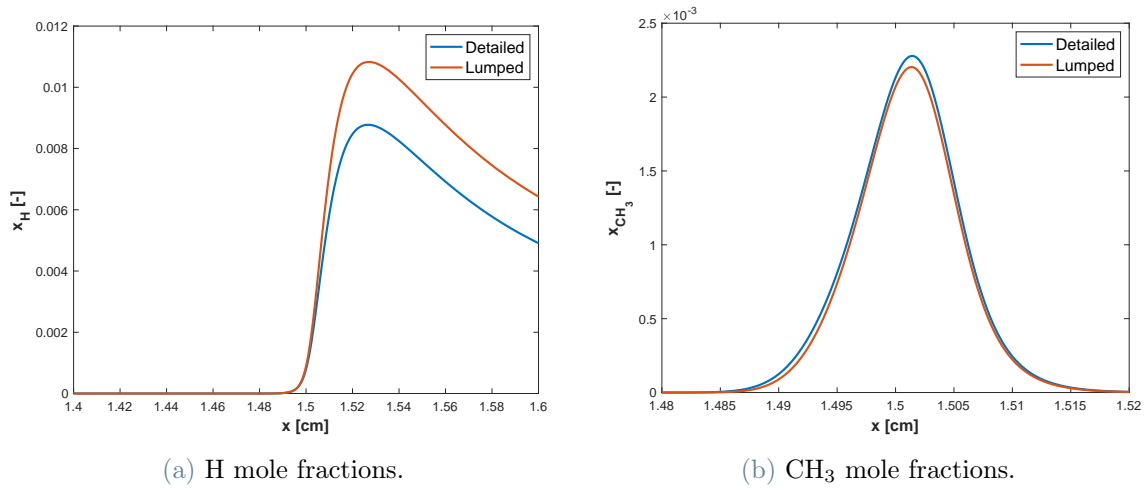 0.012
0.01
0.008
0.006
0.004
0.002
0
1.4 1.42 1.44 1.46 1.48 1.5 1.52 1.54 1.56 1.58 1.6
x [cm]
x_H [-]
Detailed
Lumped
(a) H mole fractions.
×10⁻³
2.5
2
1.5
1
0.5
0
1.48 1.485 1.49 1.495 1.5 1.505 1.51 1.515 1.52
x [cm]
x_CH₃ [-]
Detailed
Lumped
(b) CH₃ mole fractions.